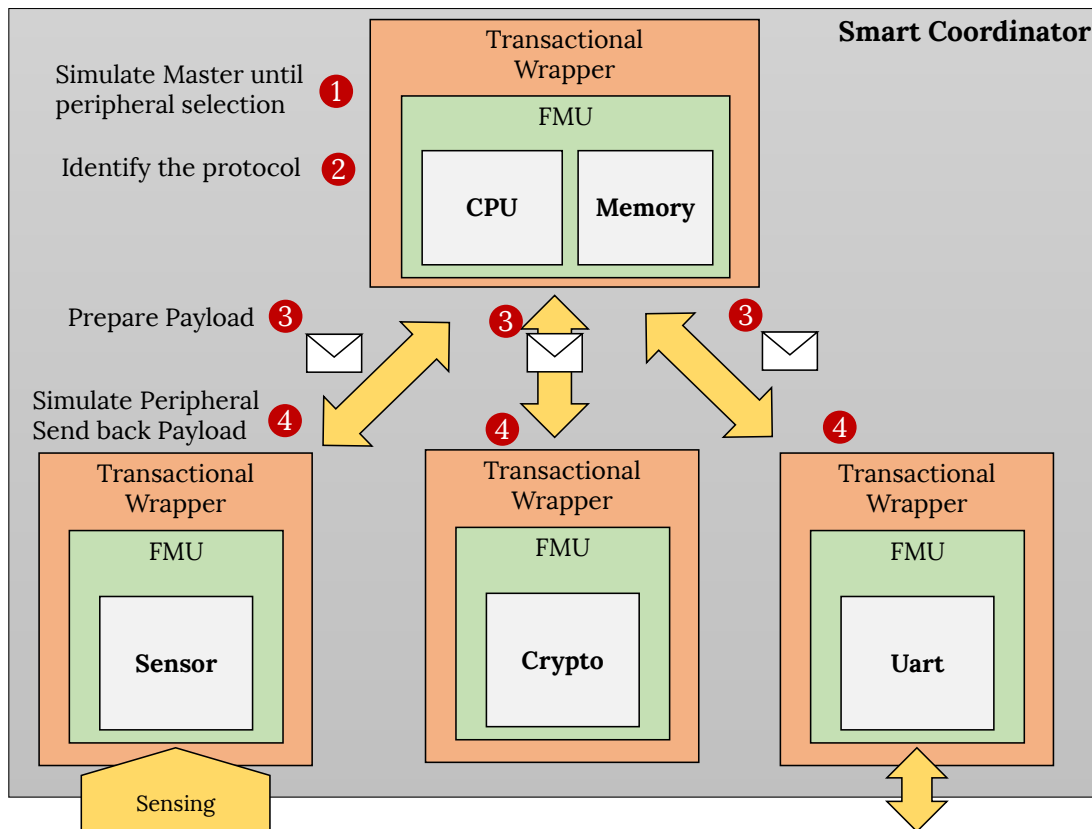 Smart Coordinator
Transactional
Wrapper
Simulate Master until
peripheral selection
1
FMU
Identify the protocol
2
CPU
Memory
Prepare Payload
3
3
3
Simulate Peripheral
Send back Payload
4
4
4
Transactional
Wrapper
FMU
Sensor
Transactional
Wrapper
FMU
Crypto
Transactional
Wrapper
FMU
Uart
Sensing